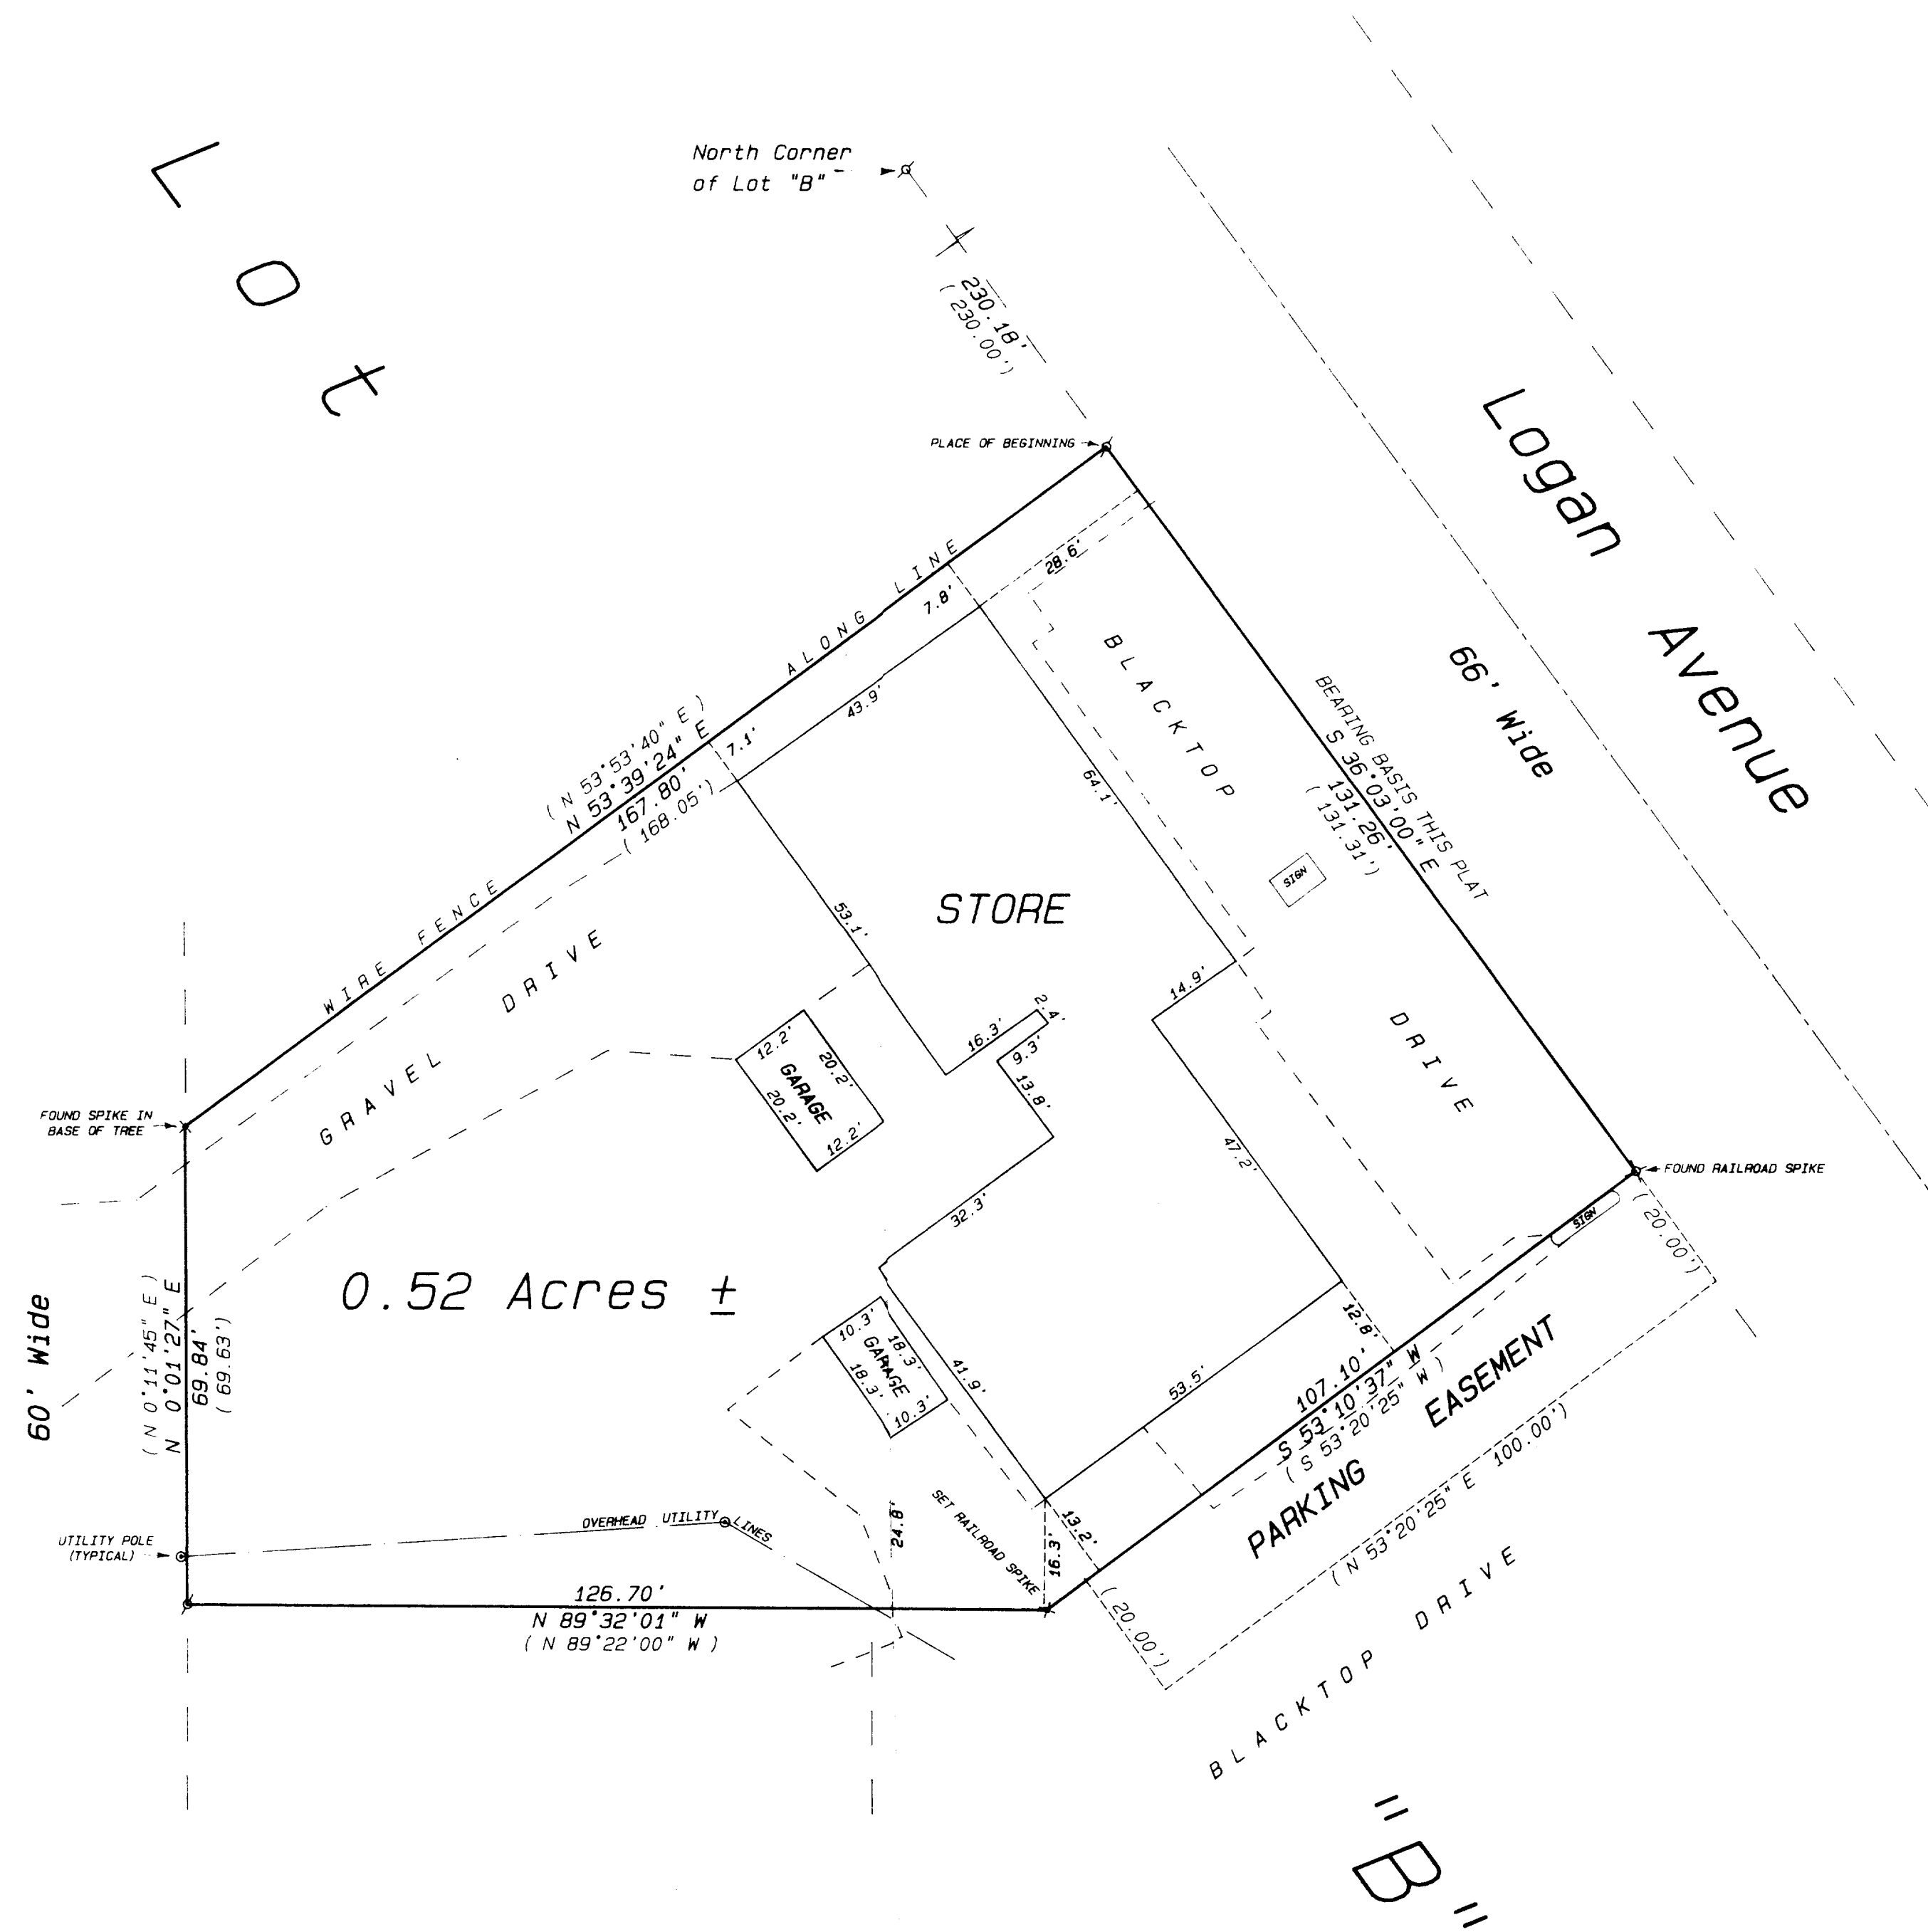 Lot
North Corner
of Lot "B"
230.18'
( 230.00')
PLACE OF BEGINNING
Logan Avenue
66' Wide
28.6'
7.8'
WIRE FENCE ALONG LINE
43.9'
7.1'
( N 53°53'40" E )
N 53°39'24" E
167.80'
( 168.05')
BLACKTOP DRIVE
64.1'
BEARING BASIS THIS PLAT
S 36°03'00" E
131.26'
( 131.31')
SIGN
STORE
53.1'
GRAVEL DRIVE
14.9'
2.4'
16.3'
9.3'
13.8'
12.2'
20.2'
GARAGE
20.2'
12.2'
FOUND SPIKE IN
BASE OF TREE
47.2'
FOUND RAILROAD SPIKE
SIGN
( 20.00')
32.3'
0.52 Acres ±
60' Wide
( N 0°11'45" E )
N 0°01'27" E
69.84'
( 69.63')
10.3'
18.3'
GARAGE
18.3'
10.3'
41.9'
53.5'
12.8'
107.10'
S 53°10'37" W
( S 53°20'25" W )
PARKING EASEMENT
( N 53°20'25" E 100.00')
BLACKTOP DRIVE
SET RAILROAD SPIKE
24.8'
13.2'
16.3'
( 20.00')
OVERHEAD UTILITY LINES
UTILITY POLE
(TYPICAL)
126.70'
N 89°32'01" W
( N 89°22'00" W )
"B"